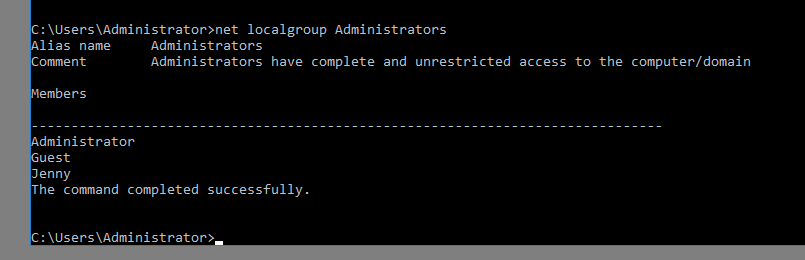 C:\Users\Administrator>net localgroup Administrators
Alias name     Administrators
Comment        Administrators have complete and unrestricted access to the computer/domain
Members
-------------------------------------------------------------------------------
Administrator
Guest
Jenny
The command completed successfully.
C:\Users\Administrator>